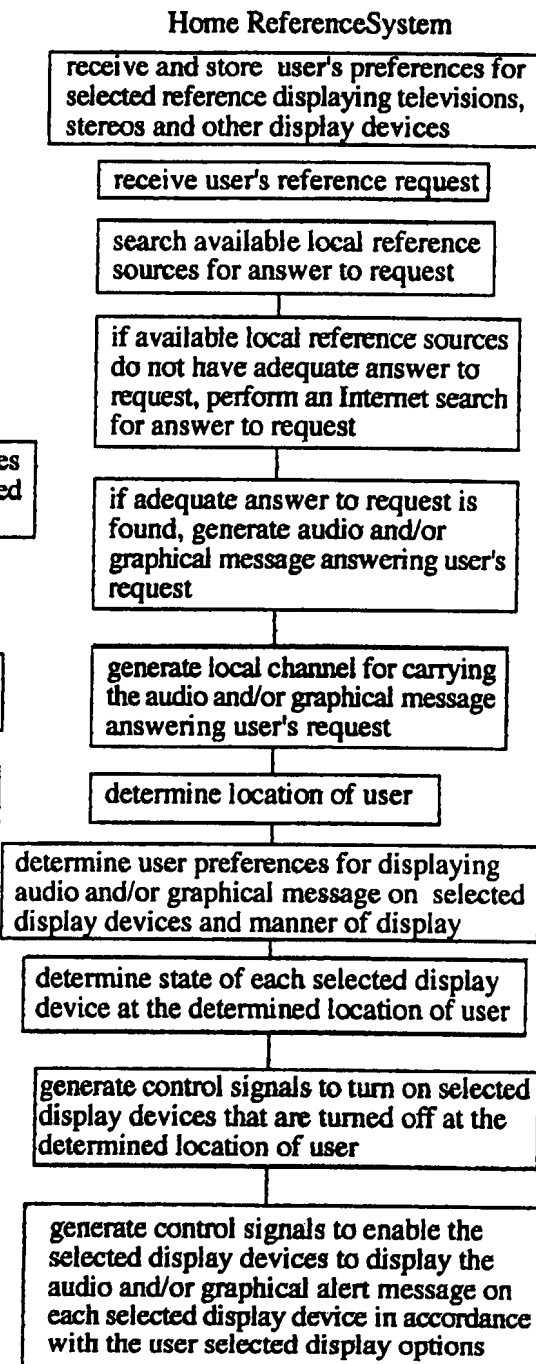 Home ReferenceSystem
receive and store user's preferences for
selected reference displaying televisions,
stereos and other display devices
receive user's reference request
search available local reference
sources for answer to request
if available local reference sources
do not have adequate answer to
request, perform an Internet search
for answer to request
es
ed
if adequate answer to request is
found, generate audio and/or
graphical message answering user's
request
generate local channel for carrying
the audio and/or graphical message
answering user's request
determine location of user
determine user preferences for displaying
audio and/or graphical message on selected
display devices and manner of display
determine state of each selected display
device at the determined location of user
generate control signals to turn on selected
display devices that are turned off at the
determined location of user
generate control signals to enable the
selected display devices to display the
audio and/or graphical alert message on
each selected display device in accordance
with the user selected display options